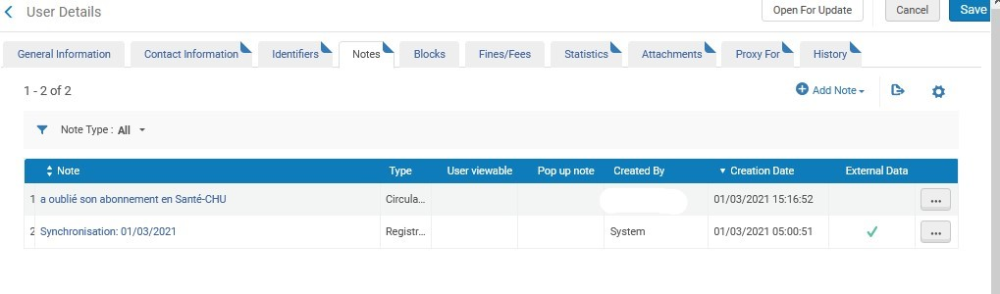 User Details
Open For Update Cancel Save
General Information Contact Information Identifiers Notes Blocks Fines/Fees Statistics Attachments Proxy For History
1 - 2 of 2 Add Note
Note Type : All
Note Type User viewable Pop up note Created By Creation Date External Data
1 a oublié son abonnement en Santé-CHU Circula... 01/03/2021 15:16:52
2 Synchronisation: 01/03/2021 Registr... System 01/03/2021 05:00:51